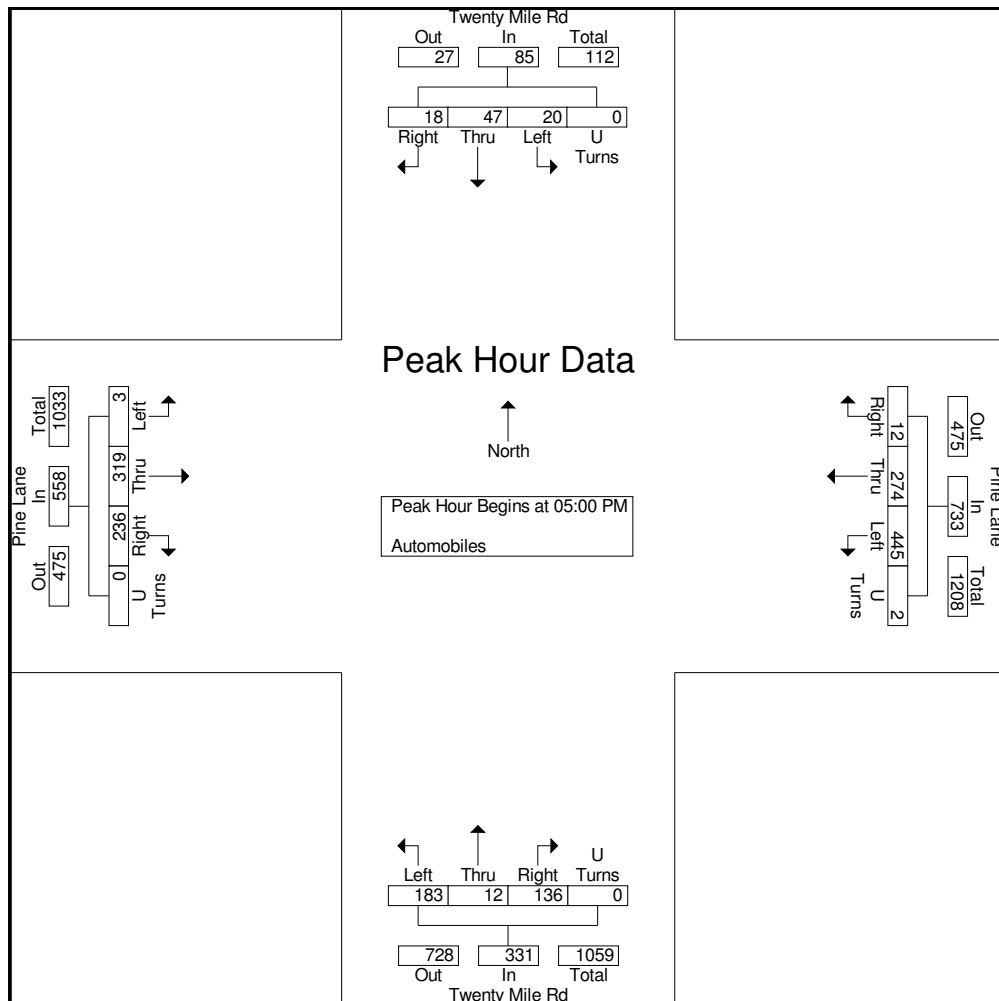 Twenty Mile Rd
Out In Total
27 85 112
18 47 20 0
Right Thru Left U
Turns
Peak Hour Data
North
Peak Hour Begins at 05:00 PM
Automobiles
Pine Lane
Out In Total
475 558 1033
3 319 236 0
Left Thru Right U
Turns
Pine Lane
Out In Total
475 733 1208
12 274 445 2
Right Thru Left U
Turns
U
Left Thru Right Turns
183 12 136 0
728 331 1059
Out In Total
Twenty Mile Rd